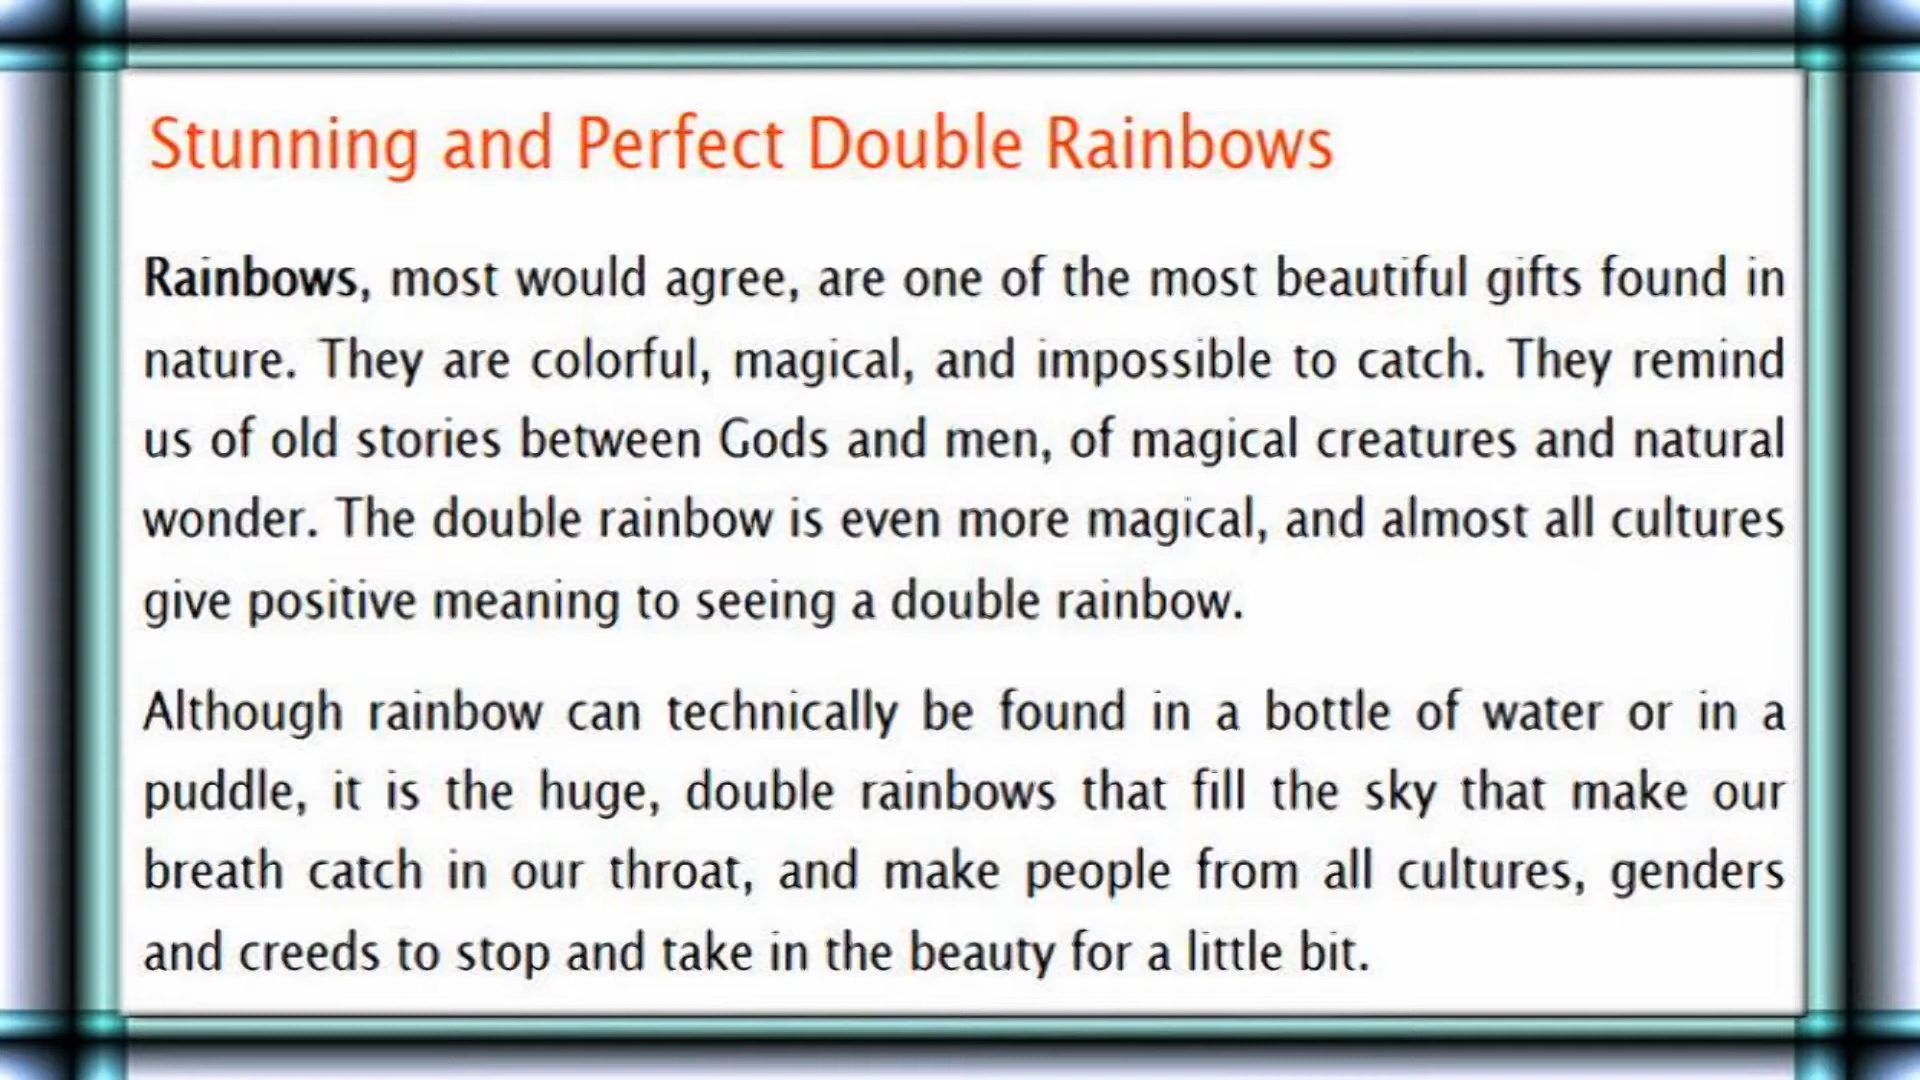 Stunning and Perfect Double Rainbows
Rainbows, most would agree, are one of the most beautiful gifts found in
nature. They are colorful, magical, and impossible to catch. They remind
us of old stories between Gods and men, of magical creatures and natural
wonder. The double rainbow is even more magical, and almost all cultures
give positive meaning to seeing a double rainbow.
Although rainbow can technically be found in a bottle of water or in a
puddle, it is the huge, double rainbows that fill the sky that make our
breath catch in our throat, and make people from all cultures, genders
and creeds to stop and take in the beauty for a little bit.